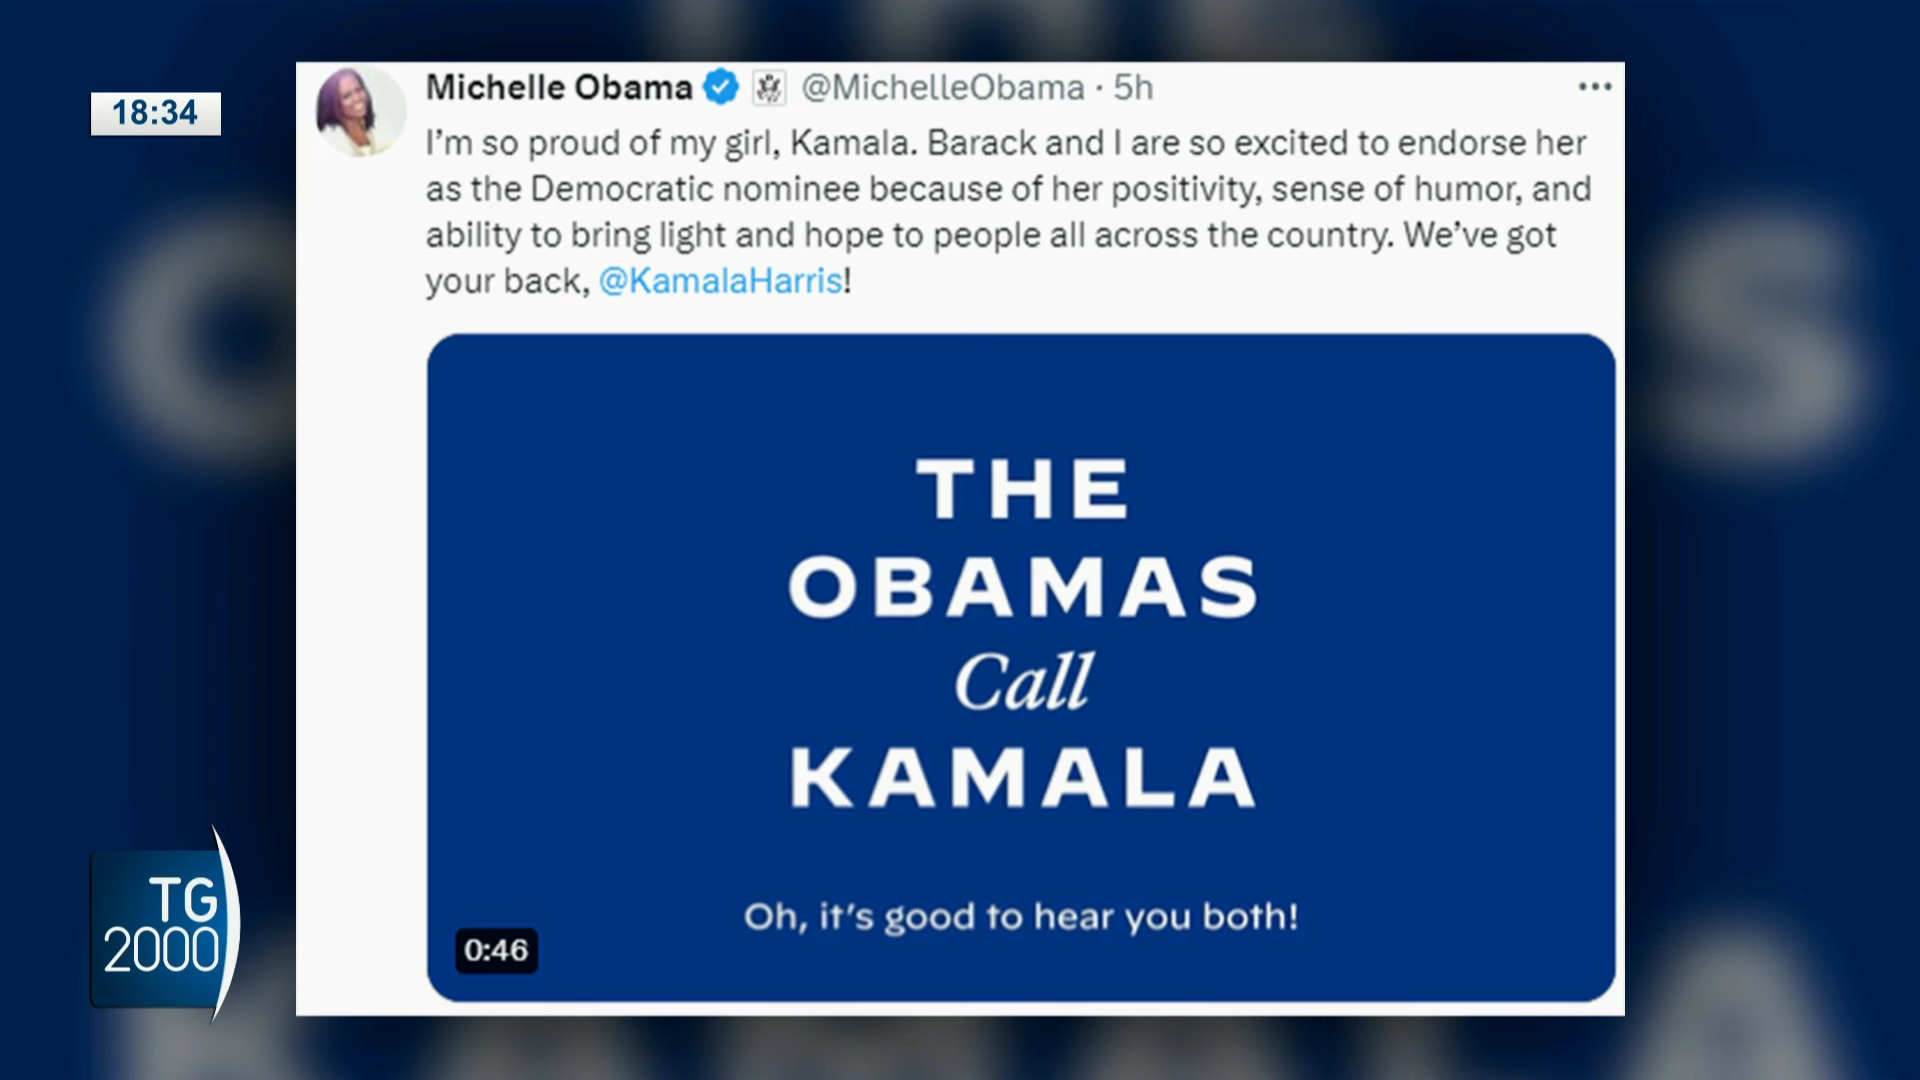 18:34
Michelle Obama @MichelleObama · 5h
I'm so proud of my girl, Kamala. Barack and I are so excited to endorse her
as the Democratic nominee because of her positivity, sense of humor, and
ability to bring light and hope to people all across the country. We've got
your back, @KamalaHarris!
THE
OBAMAS
Call
KAMALA
Oh, it's good to hear you both!
0:46
TG
2000